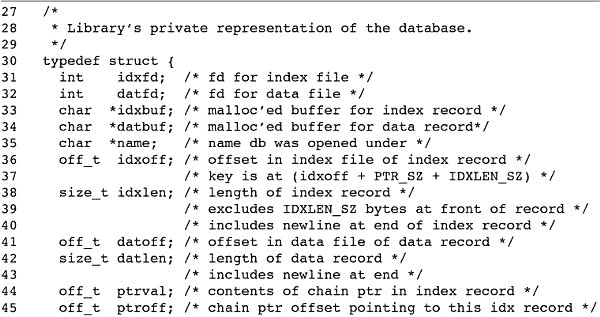 27 /*
28 * Library's private representation of the database.
29 */
30 typedef struct {
31 int idxfd; /* fd for index file */
32 int datfd; /* fd for data file */
33 char *idxbuf; /* malloc'ed buffer for index record */
34 char *datbuf; /* malloc'ed buffer for data record*/
35 char *name; /* name db was opened under */
36 off_t idxoff; /* offset in index file of index record */
37 /* key is at (idxoff + PTR_SZ + IDXLEN_SZ) */
38 size_t idxlen; /* length of index record */
39 /* excludes IDXLEN_SZ bytes at front of record */
40 /* includes newline at end of index record */
41 off_t datoff; /* offset in data file of data record */
42 size_t datlen; /* length of data record */
43 /* includes newline at end */
44 off_t ptrval; /* contents of chain ptr in index record */
45 off_t ptroff; /* chain ptr offset pointing to this idx record */